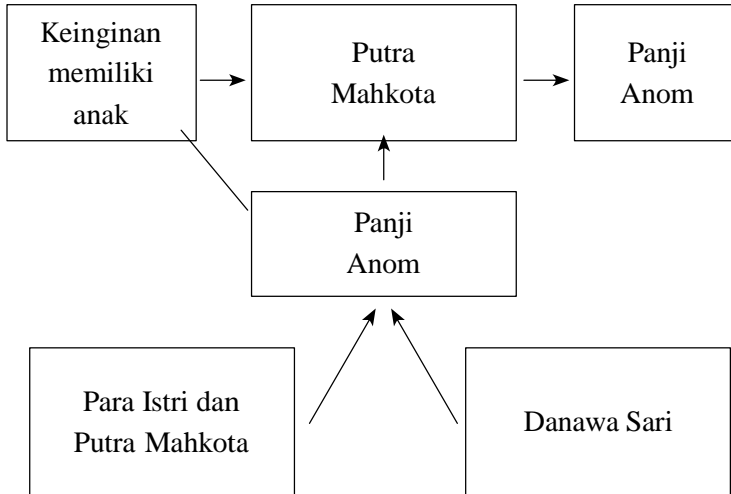 Keinginan
memiliki
anak
Putra
Mahkota
Panji
Anom
Panji
Anom
Para Istri dan
Putra Mahkota
Danawa Sari